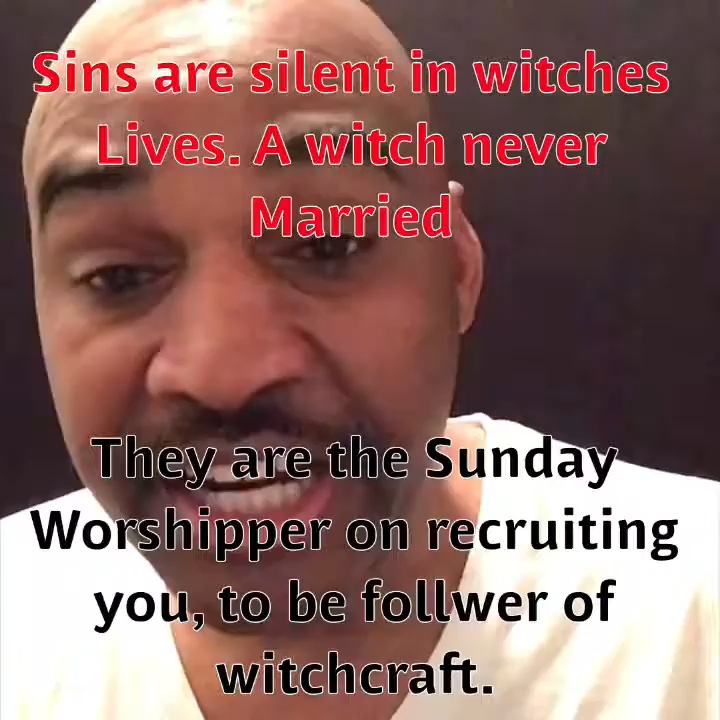 Sins are silent in witches
Lives. A witch never
Married
They are the Sunday
Worshipper on recruiting
you, to be follwer of
witchcraft.